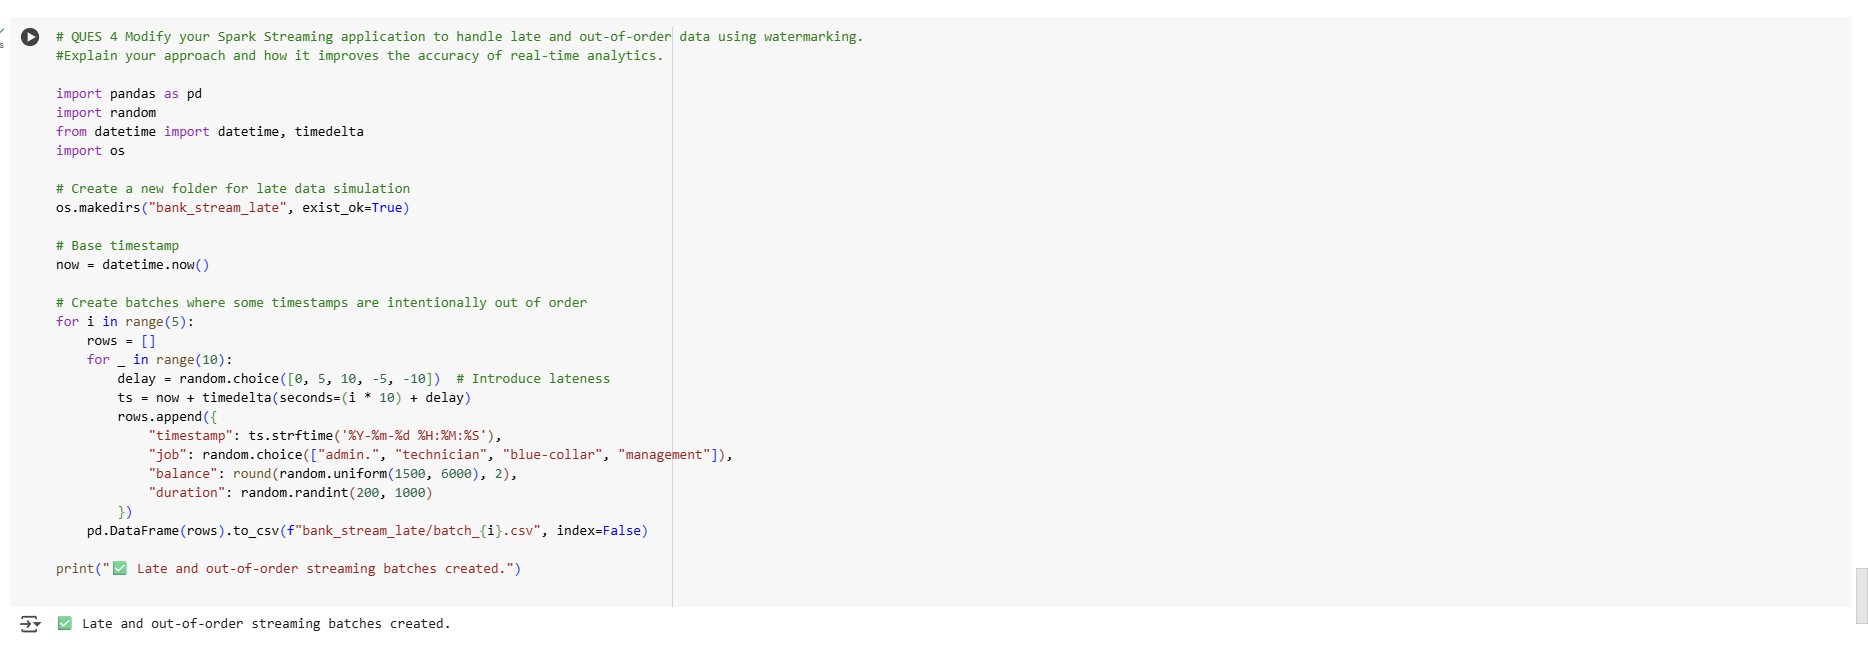 # QUES 4 Modify your Spark Streaming application to handle late and out-of-order data using watermarking.
#Explain your approach and how it improves the accuracy of real-time analytics.
import pandas as pd
import random
from datetime import datetime, timedelta
import os
# Create a new folder for late data simulation
os.makedirs("bank_stream_late", exist_ok=True)
# Base timestamp
now = datetime.now()
# Create batches where some timestamps are intentionally out of order
for i in range(5):
    rows = []
    for _ in range(10):
        delay = random.choice([0, 5, 10, -5, -10])  # Introduce lateness
        ts = now + timedelta(seconds=(i * 10) + delay)
        rows.append({
            "timestamp": ts.strftime('%Y-%m-%d %H:%M:%S'),
            "job": random.choice(["admin.", "technician", "blue-collar", "management"]),
            "balance": round(random.uniform(1500, 6000), 2),
            "duration": random.randint(200, 1000)
        })
    pd.DataFrame(rows).to_csv(f"bank_stream_late/batch_{i}.csv", index=False)
print("✅ Late and out-of-order streaming batches created.")
✅ Late and out-of-order streaming batches created.